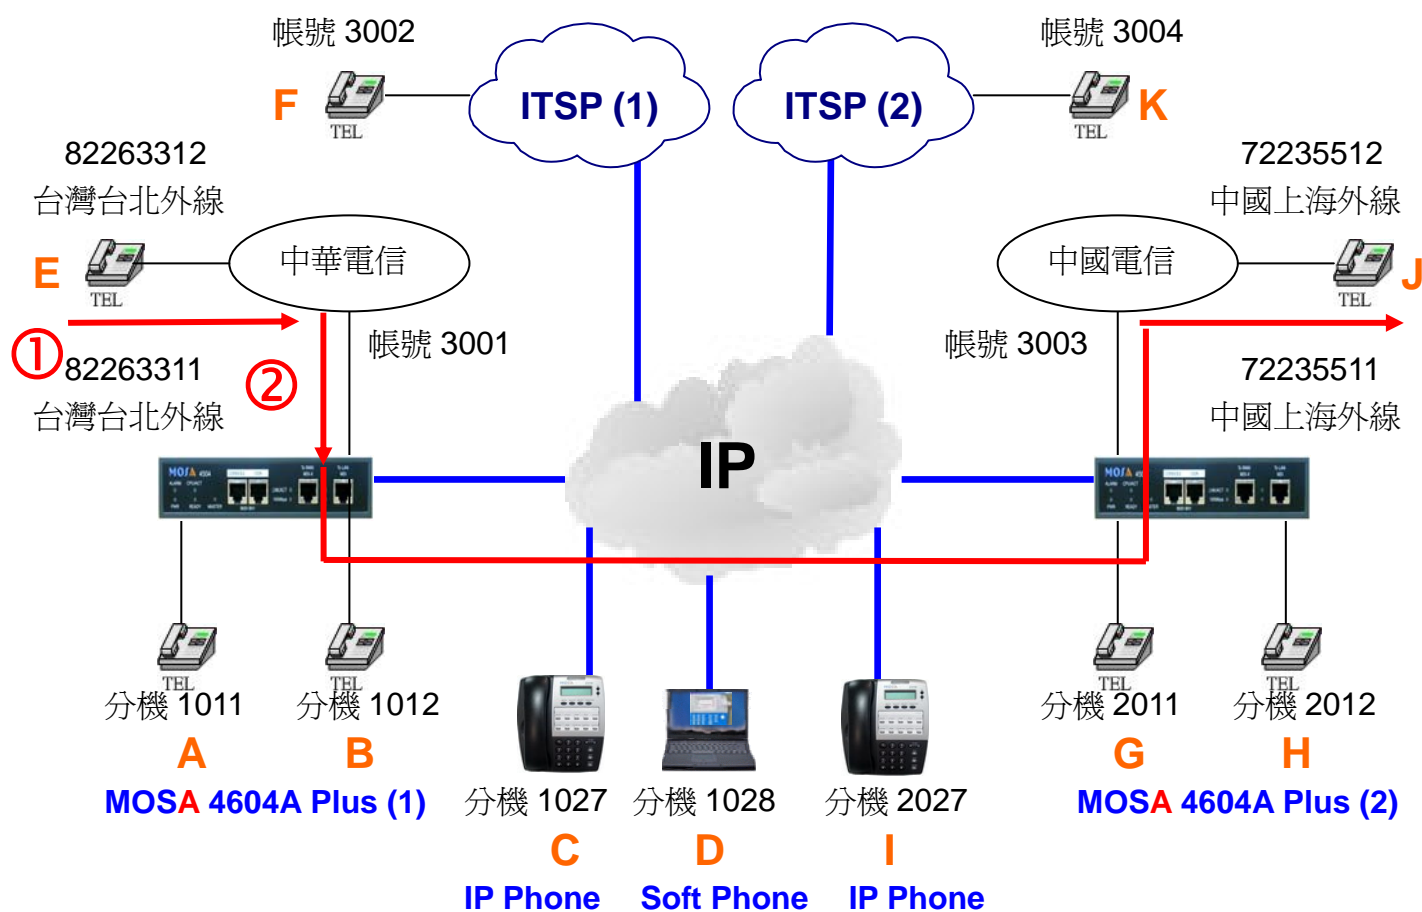 帳號 3002
帳號 3004
F
TEL
ITSP (1)
ITSP (2)
TEL
K
82263312
台灣台北外線
72235512
中國上海外線
E
TEL
中華電信
中國電信
TEL
J
①
②
帳號 3001
帳號 3003
82263311
台灣台北外線
72235511
中國上海外線
IP
MOSA
MOSA
TEL
TEL
TEL
TEL
分機 1011
分機 1012
分機 2011
分機 2012
A
B
G
H
MOSA 4604A Plus (1)
分機 1027
分機 1028
分機 2027
MOSA 4604A Plus (2)
C
D
I
IP Phone
Soft Phone
IP Phone